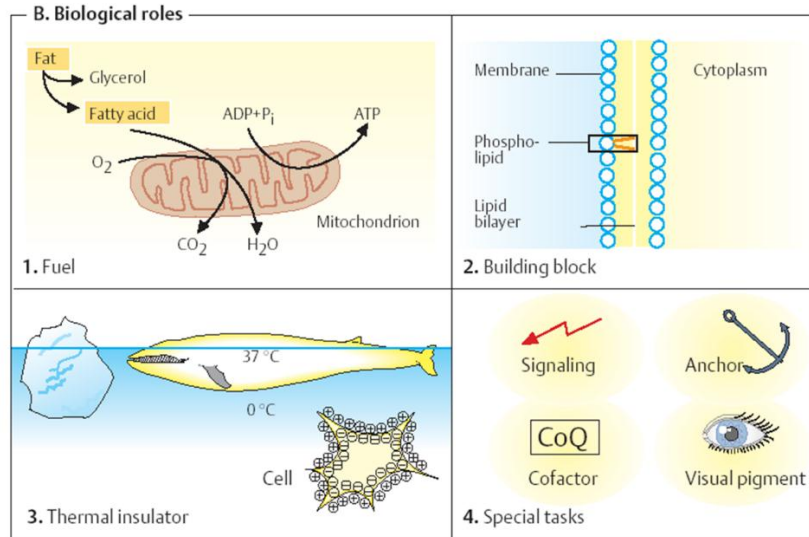 B. Biological roles
Fat
Glycerol
Fatty acid
ADP+Pi
ATP
O2
Mitochondrion
CO2
H2O
1. Fuel
Membrane
Cytoplasm
Phospho-
lipid
Lipid
bilayer
2. Building block
37 °C
0 °C
Cell
3. Thermal insulator
Signaling
Anchor
CoQ
Cofactor
Visual pigment
4. Special tasks